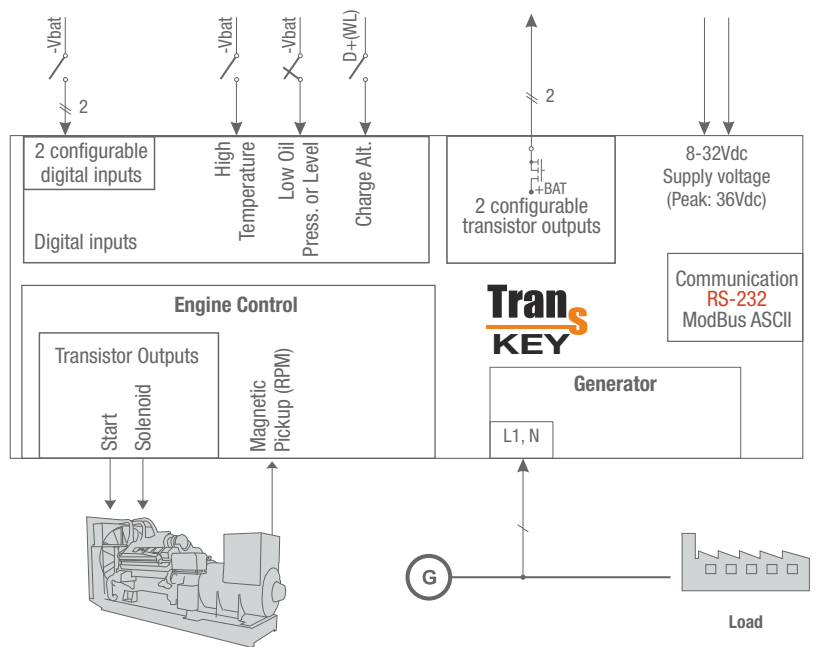 -Vbat
-Vbat
-Vbat
D+(WL)
2
2
2 configurable
digital inputs
High
Temperature
Low Oil
Press. or Level
Charge Alt.
Digital inputs
+BAT
2 configurable
transistor outputs
8-32Vdc
Supply voltage
(Peak: 36Vdc)
Communication
RS-232
ModBus ASCII
Engine Control
Trans
KEY
Transistor Outputs
Start
Solenoid
Magnetic
Pickup (RPM)
Generator
L1, N
G
Load